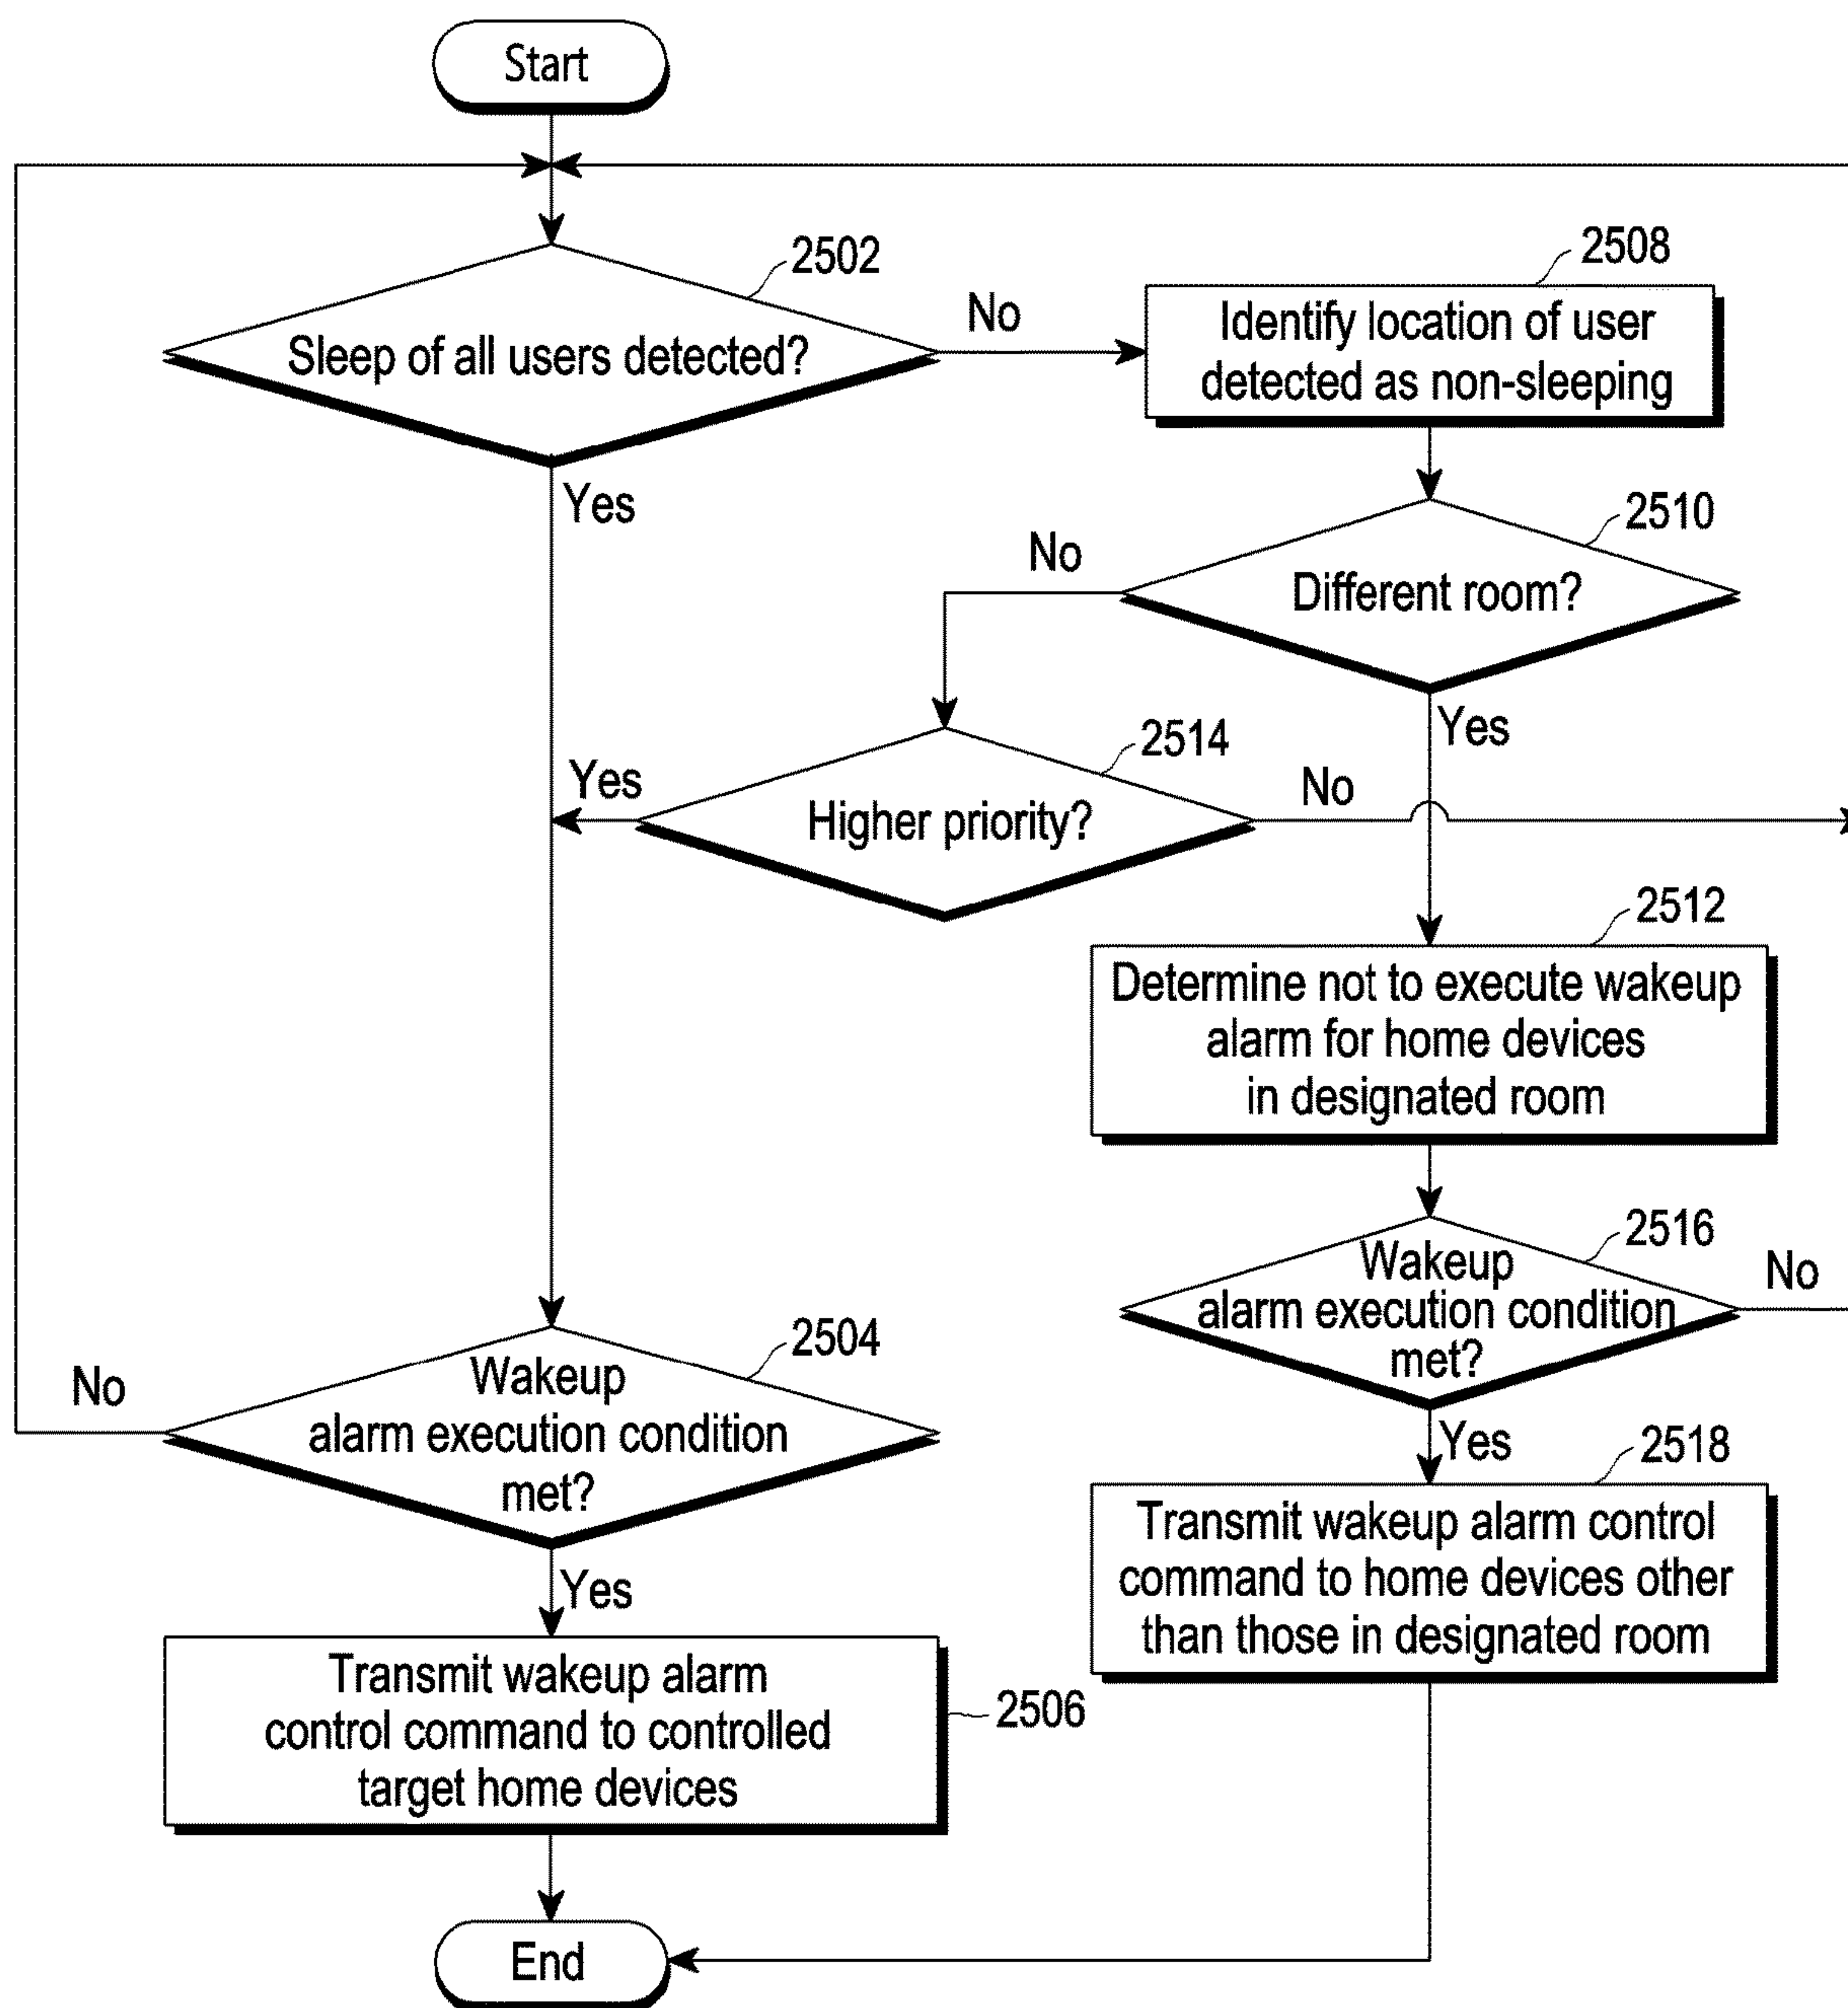 Start
2502
Sleep of all users detected?
No
Yes
2508
Identify location of user
detected as non-sleeping
2510
Different room?
No
Yes
2514
Higher priority?
Yes
No
2512
Determine not to execute wakeup
alarm for home devices
in designated room
2516
Wakeup
alarm execution condition
met?
No
Yes
2518
Transmit wakeup alarm control
command to home devices other
than those in designated room
2504
Wakeup
alarm execution condition
met?
No
Yes
2506
Transmit wakeup alarm
control command to controlled
target home devices
End